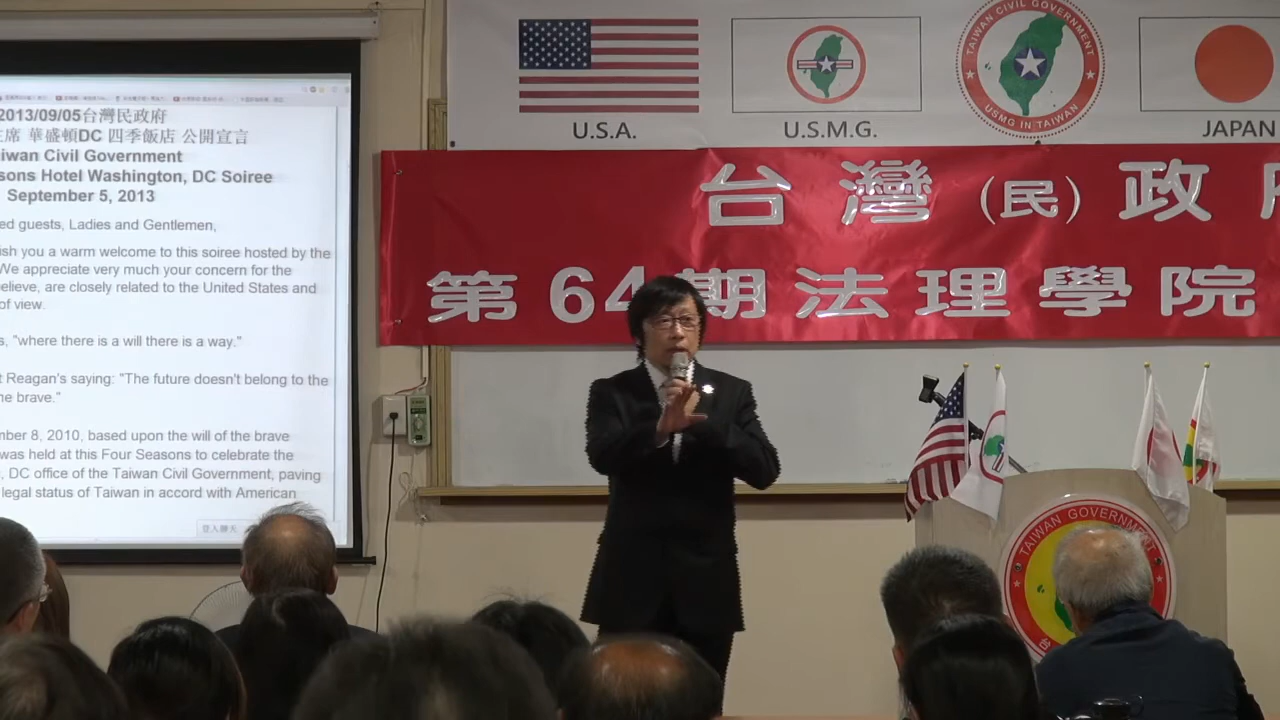 2013/09/05台灣民政府
主席 華盛頓DC 四季飯店 公開宣言
iwan Civil Government
sons Hotel Washington, DC Soiree
September 5, 2013
ed guests, Ladies and Gentlemen,
ish you a warm welcome to this soiree hosted by the
We appreciate very much your concern for the
elieve, are closely related to the United States and
of view.
s, "where there is a will there is a way."
t Reagan's saying: "The future doesn't belong to the
he brave."
mber 8, 2010, based upon the will of the brave
was held at this Four Seasons to celebrate the
, DC office of the Taiwan Civil Government, paving
legal status of Taiwan in accord with American
登入聊天
U.S.A.
U.S.M.G.
TAIWAN CIVIL GOVERNMENT
USMG IN TAIWAN
JAPAN
台灣(民)政府
第64期法理學院
TAIWAN GOVERNMENT